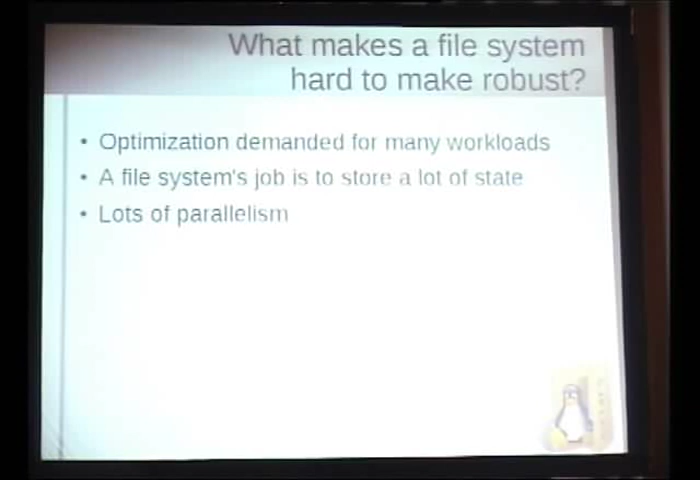 What makes a file system
hard to make robust?
• Optimization demanded for many workloads
• A file system's job is to store a lot of state
• Lots of parallelism